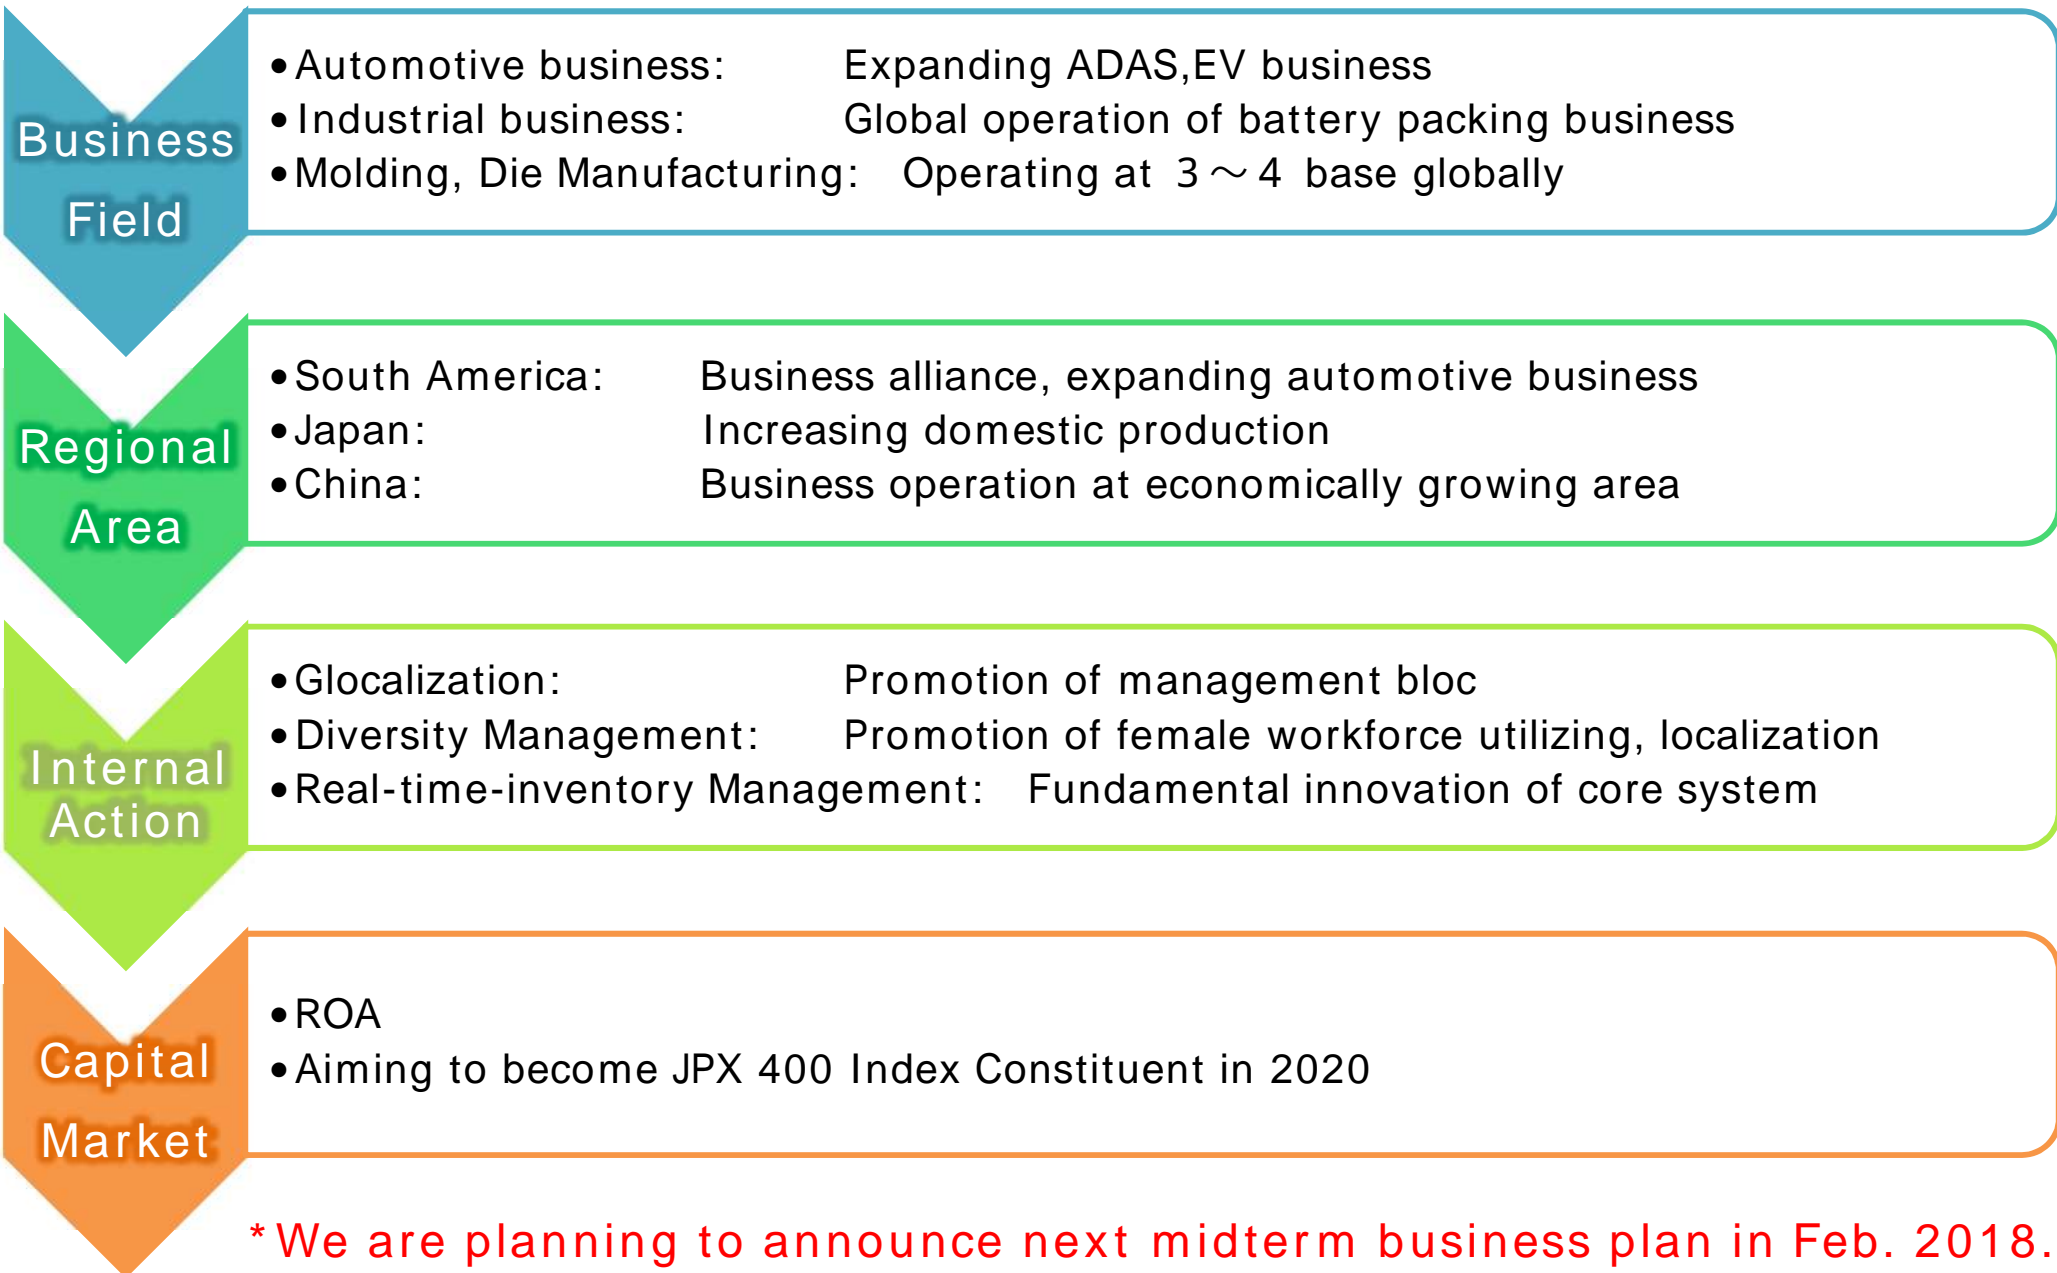 Business
Field
•Automotive business: Expanding ADAS,EV business
•Industrial business: Global operation of battery packing business
•Molding, Die Manufacturing: Operating at 3～4 base globally
Regional
Area
•South America: Business alliance, expanding automotive business
•Japan: Increasing domestic production
•China: Business operation at economically growing area
Internal
Action
•Glocalization: Promotion of management bloc
•Diversity Management: Promotion of female workforce utilizing, localization
•Real-time-inventory Management: Fundamental innovation of core system
Capital
Market
•ROA
•Aiming to become JPX 400 Index Constituent in 2020
*We are planning to announce next midterm business plan in Feb. 2018.